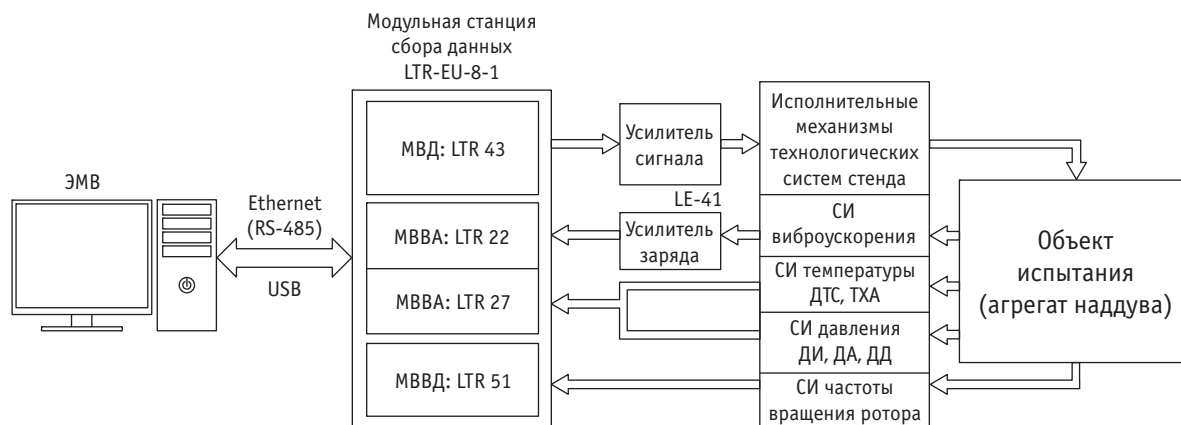 Модульная станция
сбора данных
LTR-EU-8-1
ЭМВ
Ethernet
(RS-485)
USB
МВД: LTR 43
МВВА: LTR 22
МВВА: LTR 27
МВВД: LTR 51
Усилитель
сигнала
LE-41
Усилитель
заряда
Исполнительные
механизмы
технологических
систем стенда
СИ
виброускорения
СИ температуры
ДТС, ТХА
СИ давления
ДИ, ДА, ДД
СИ частоты
вращения ротора
Объект
испытания
(агрегат наддува)